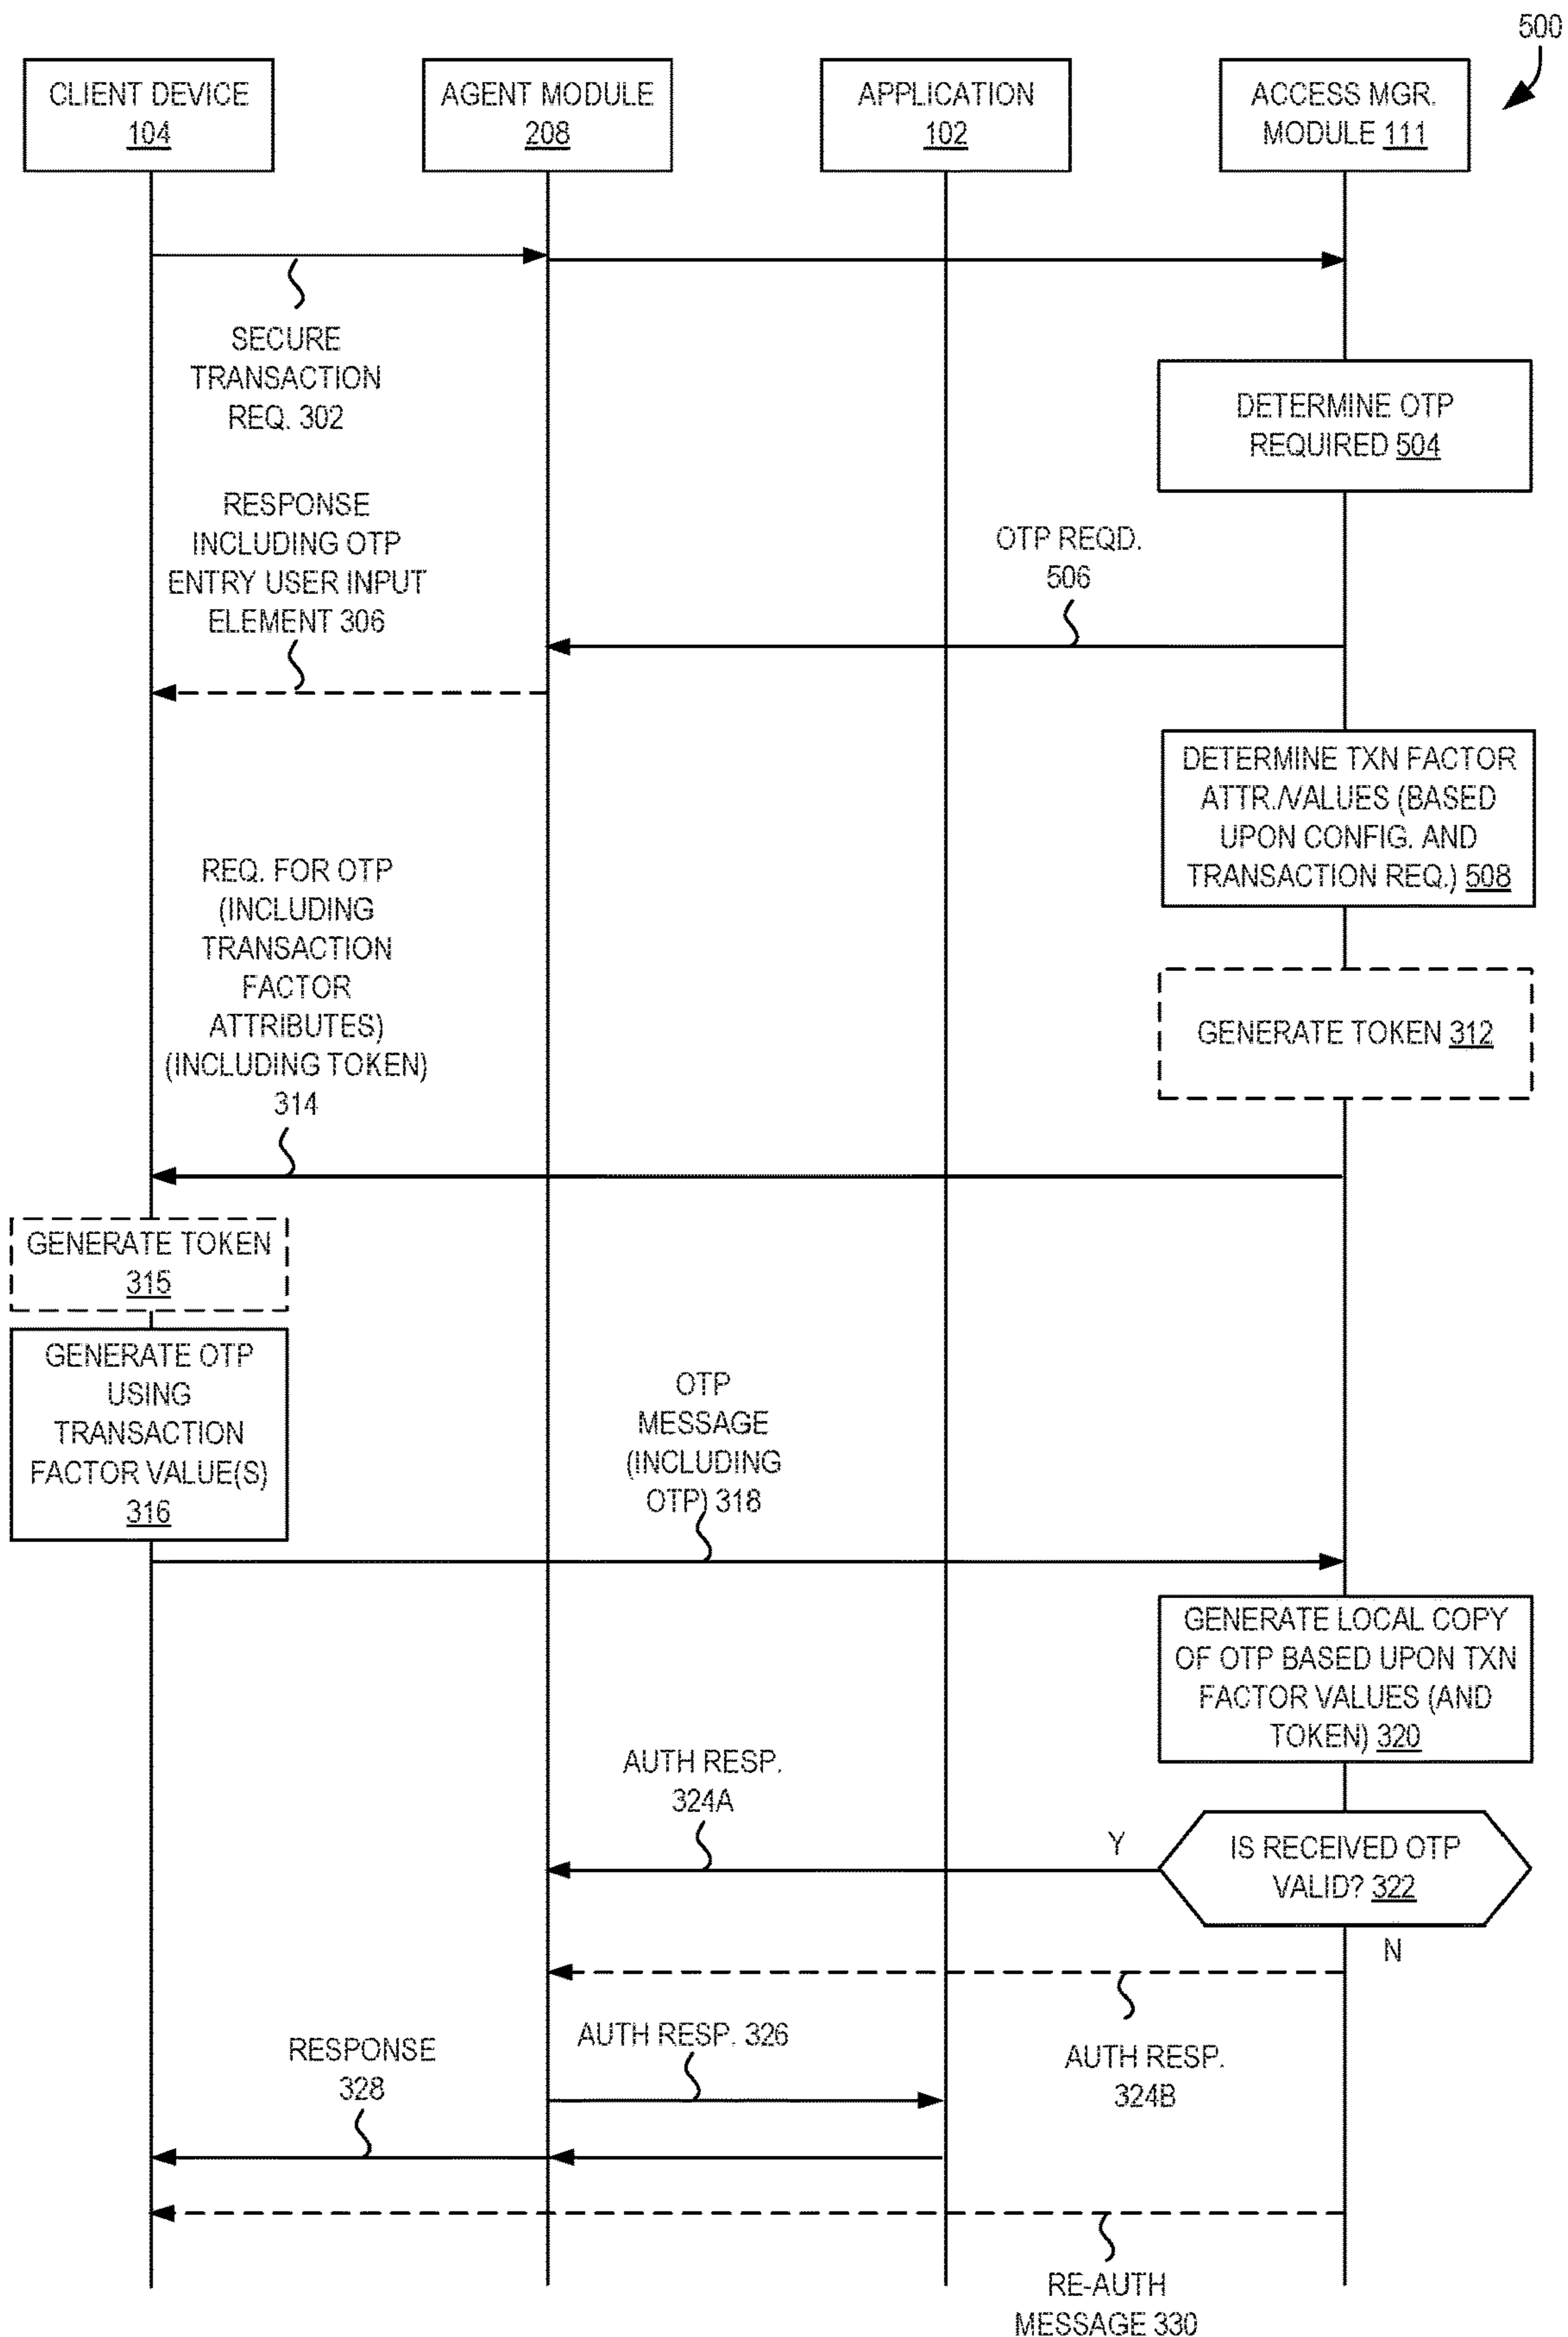 500
CLIENT DEVICE
104
AGENT MODULE
208
APPLICATION
102
ACCESS MGR.
MODULE 111
SECURE
TRANSACTION
REQ. 302
DETERMINE OTP
REQUIRED 504
RESPONSE
INCLUDING OTP
ENTRY USER INPUT
ELEMENT 306
OTP REQD.
506
DETERMINE TXN FACTOR
ATTR./VALUES (BASED
UPON CONFIG. AND
TRANSACTION REQ.) 508
REQ. FOR OTP
(INCLUDING
TRANSACTION
FACTOR
ATTRIBUTES)
(INCLUDING TOKEN)
314
GENERATE TOKEN 312
GENERATE TOKEN
315
GENERATE OTP
USING
TRANSACTION
FACTOR VALUE(S)
316
OTP
MESSAGE
(INCLUDING
OTP) 318
GENERATE LOCAL COPY
OF OTP BASED UPON TXN
FACTOR VALUES (AND
TOKEN) 320
AUTH RESP.
324A
Y
IS RECEIVED OTP
VALID? 322
N
AUTH RESP. 326
RESPONSE
328
AUTH RESP.
324B
RE-AUTH
MESSAGE 330